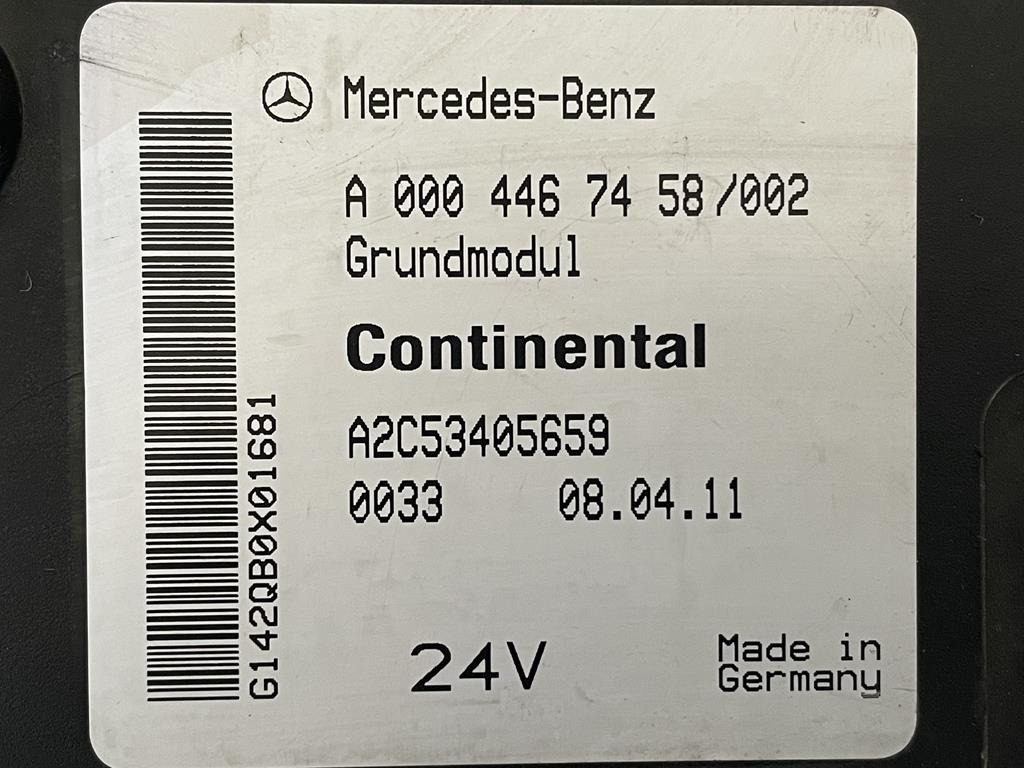 Mercedes-Benz
A 000 446 74 58/002
Grundmodul
Continental
A2C53405659
0033 08.04.11
24V
Made in
Germany
G142QB0X01681